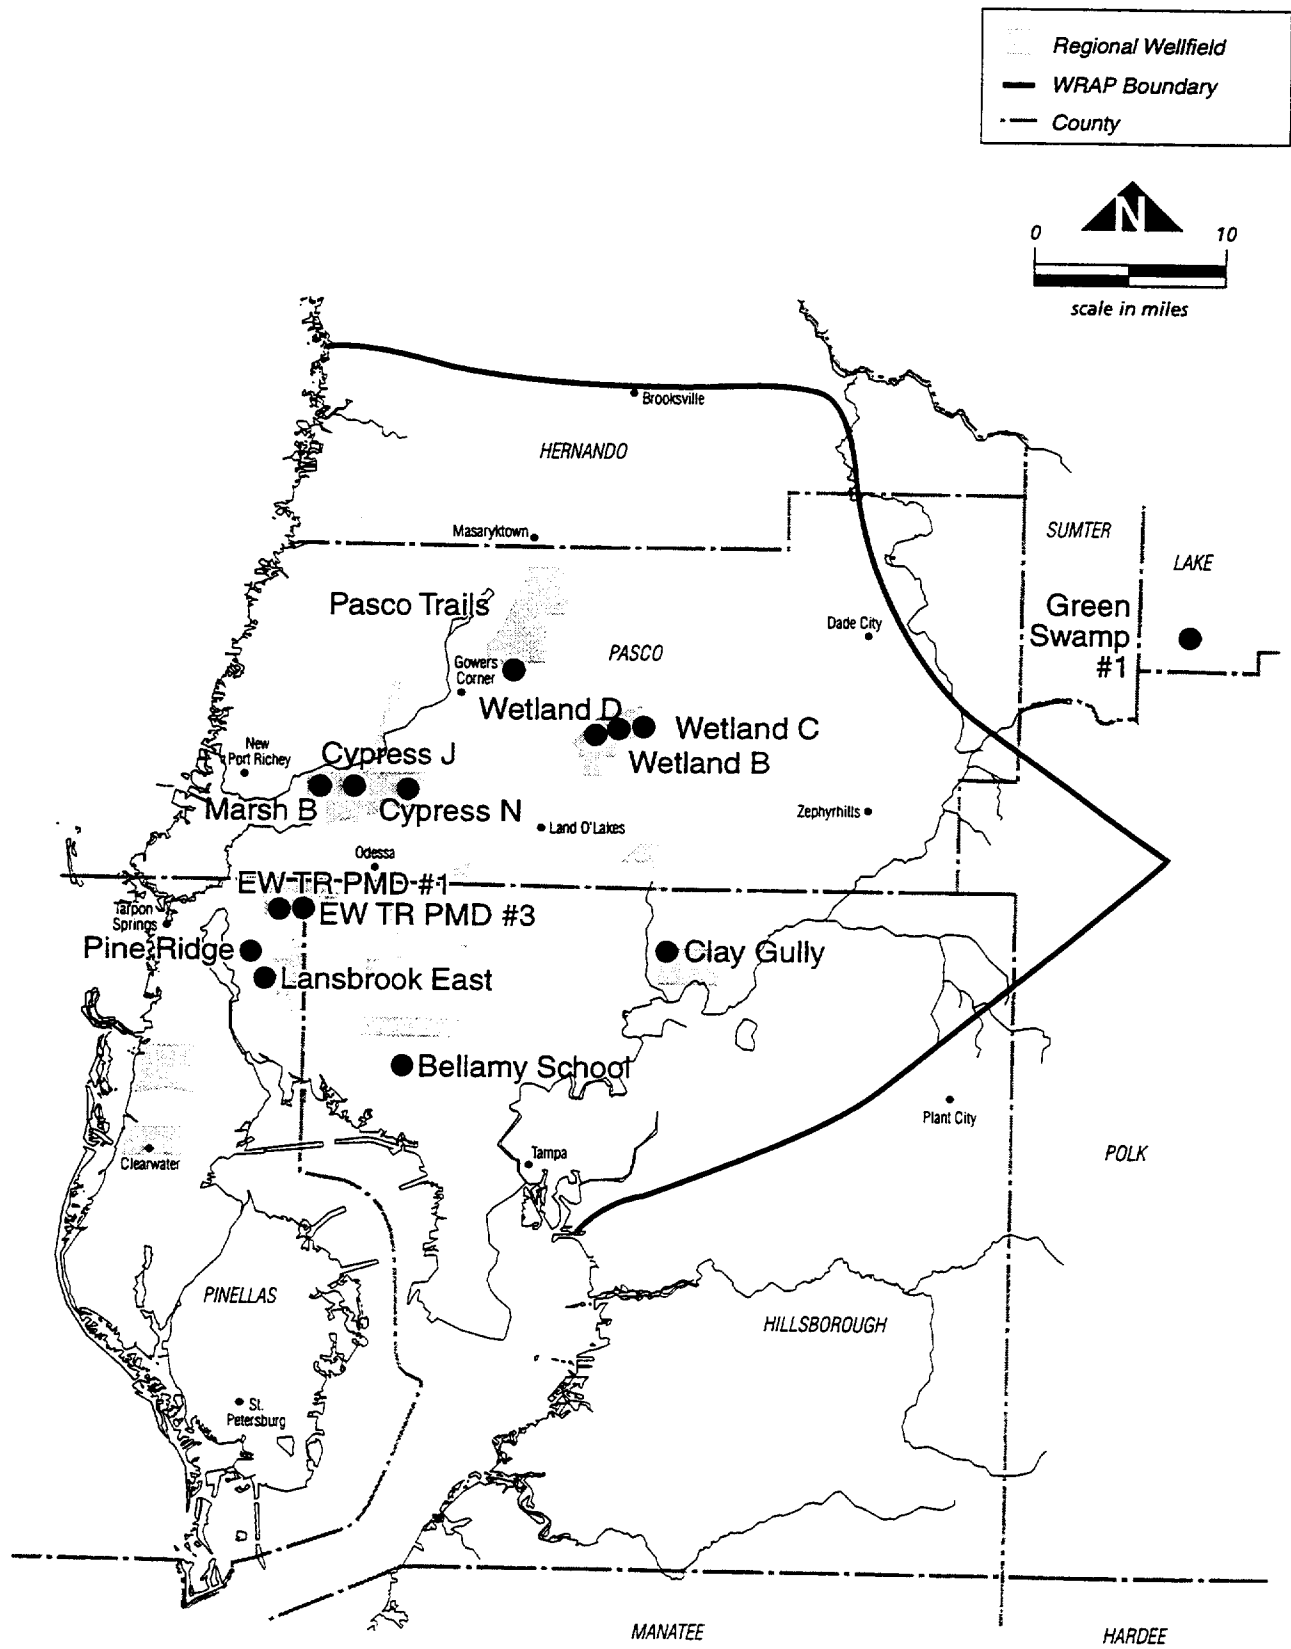 Regional Wellfield
WRAP Boundary
County
N
0 10
scale in miles
Brooksville
HERNANDO
Masaryktown
SUMTER
LAKE
Pasco Trails
Green
Swamp
#1
Dade City
PASCO
Gowers
Corner
Wetland D
Wetland C
Wetland B
New
Port Richey
Cypress J
Marsh B
Cypress N
Zephyrhills
Land O'Lakes
Odessa
EW TR PMD #1
EW TR PMD #3
Tarpon
Springs
Pine Ridge
Clay Gully
Lansbrook East
Bellamy School
Plant City
Tampa
Clearwater
POLK
PINELLAS
HILLSBOROUGH
St.
Petersburg
MANATEE
HARDEE